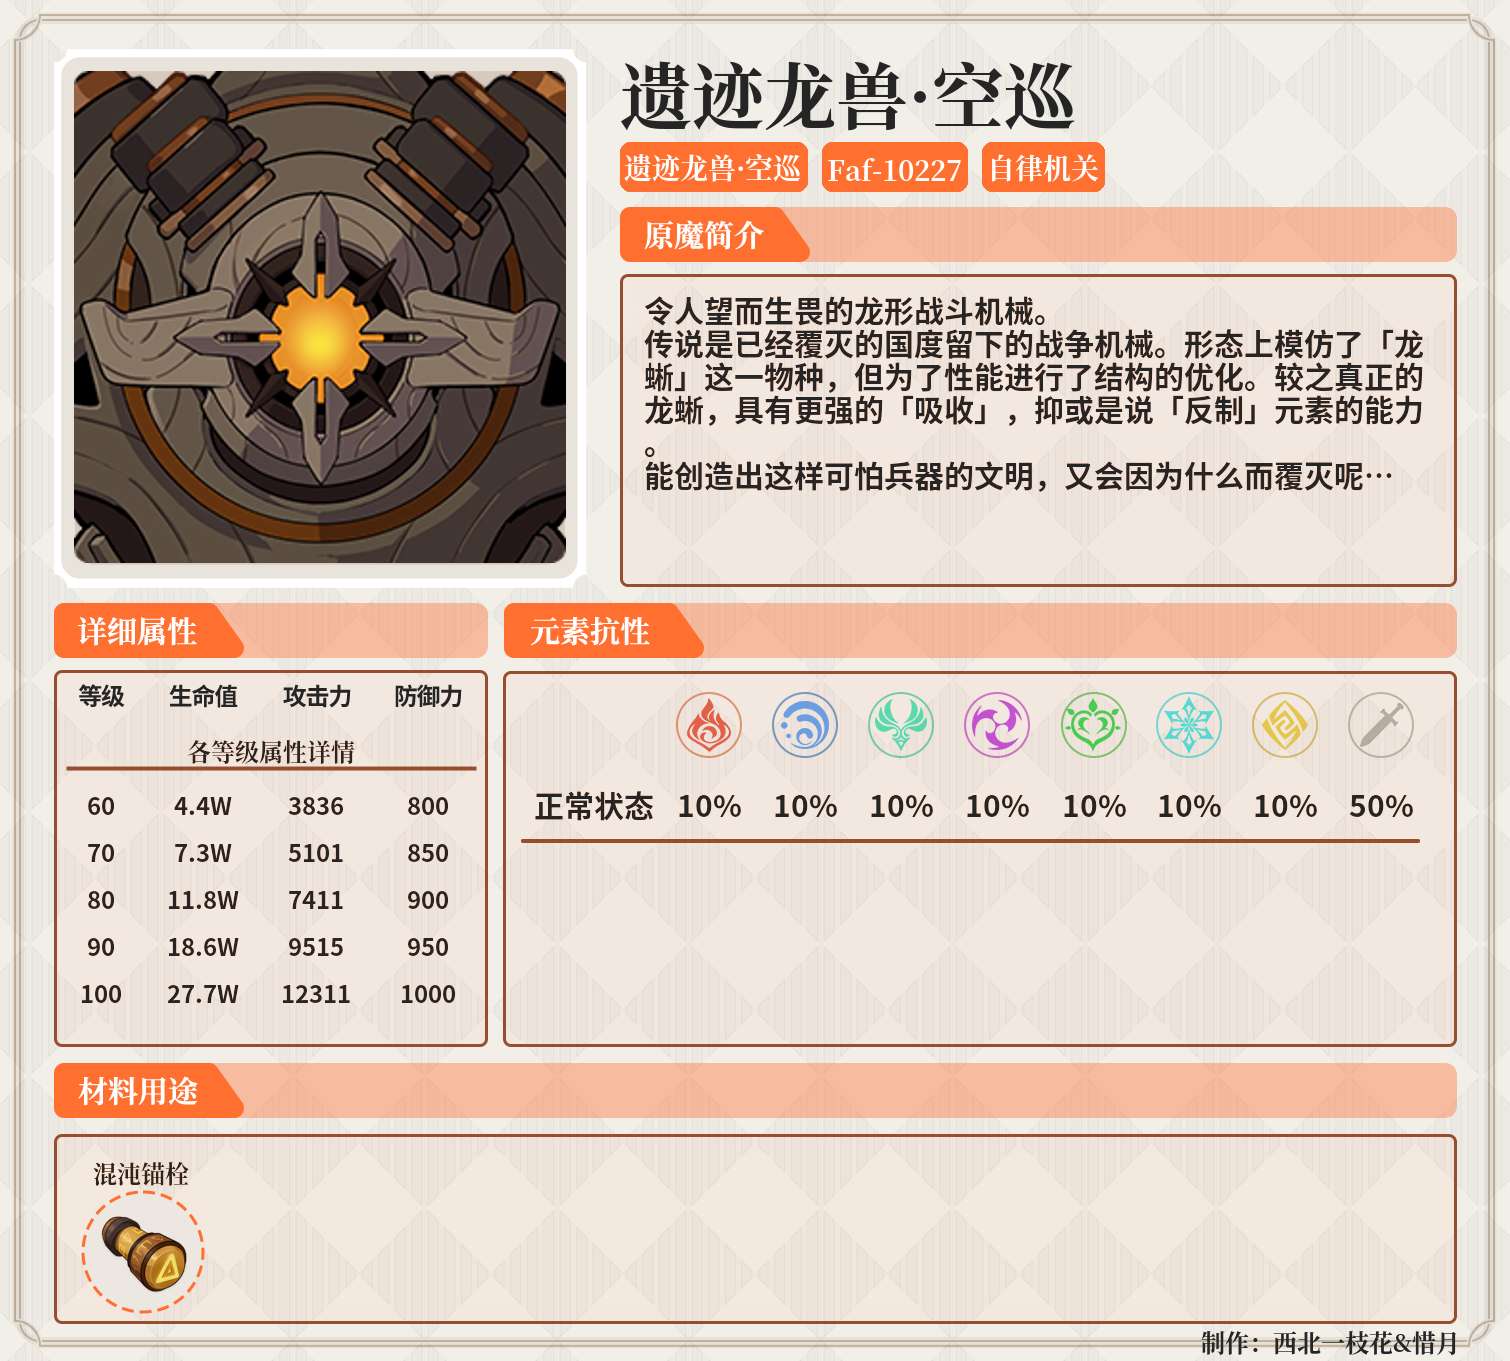 遗迹龙兽·空巡
遗迹龙兽·空巡 Faf-10227 自律机关
原魔简介
令人望而生畏的龙形战斗机械。
传说是已经覆灭的国度留下的战争机械。形态上模仿了「龙
蜥」这一物种，但为了性能进行了结构的优化。较之真正的
龙蜥，具有更强的「吸收」，抑或是说「反制」元素的能力
。
能创造出这样可怕兵器的文明，又会因为什么而覆灭呢…
详细属性
等级 生命值 攻击力 防御力
各等级属性详情
60 4.4W 3836 800
70 7.3W 5101 850
80 11.8W 7411 900
90 18.6W 9515 950
100 27.7W 12311 1000
元素抗性
正常状态 10% 10% 10% 10% 10% 10% 10% 50%
材料用途
混沌锚栓
制作：西北一枝花&惜月